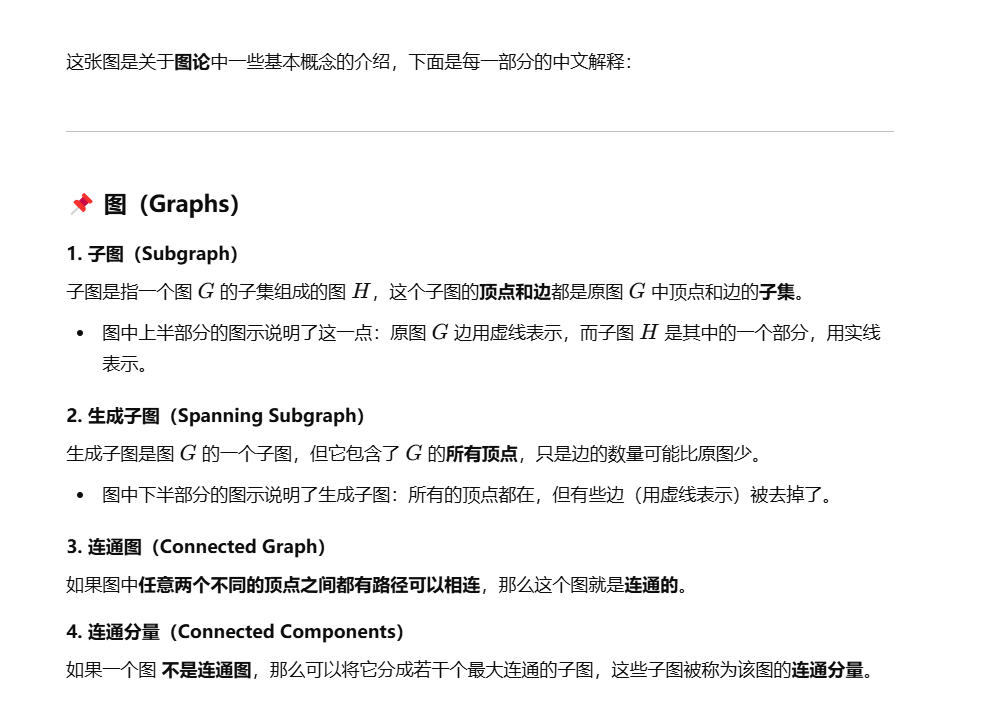 这张图是关于图论中一些基本概念的介绍，下面是每一部分的中文解释：
📌 图（Graphs）
1. 子图（Subgraph）
子图是指一个图 G 的子集组成的图 H，这个子图的顶点和边都是原图 G 中顶点和边的子集。
• 图中上半部分的图示说明了这一点：原图 G 边用虚线表示，而子图 H 是其中的一个部分，用实线
表示。
2. 生成子图（Spanning Subgraph）
生成子图是图 G 的一个子图，但它包含了 G 的所有顶点，只是边的数量可能比原图少。
• 图中下半部分的图示说明了生成子图：所有的顶点都在，但有些边（用虚线表示）被去掉了。
3. 连通图（Connected Graph）
如果图中任意两个不同的顶点之间都有路径可以相连，那么这个图就是连通的。
4. 连通分量（Connected Components）
如果一个图 不是连通图，那么可以将它分成若干个最大连通的子图，这些子图被称为该图的连通分量。